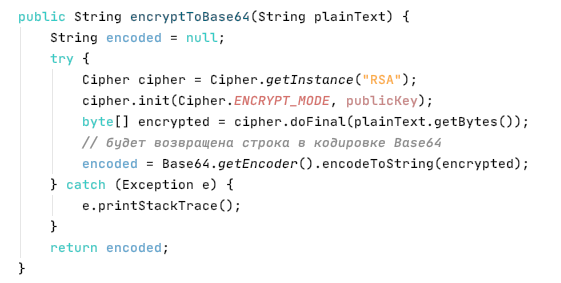 public String encryptToBase64(String plainText) {
    String encoded = null;
    try {
        Cipher cipher = Cipher.getInstance("RSA");
        cipher.init(Cipher.ENCRYPT_MODE, publicKey);
        byte[] encrypted = cipher.doFinal(plainText.getBytes());
        // будет возвращена строка в кодировке Base64
        encoded = Base64.getEncoder().encodeToString(encrypted);
    } catch (Exception e) {
        e.printStackTrace();
    }
    return encoded;
}